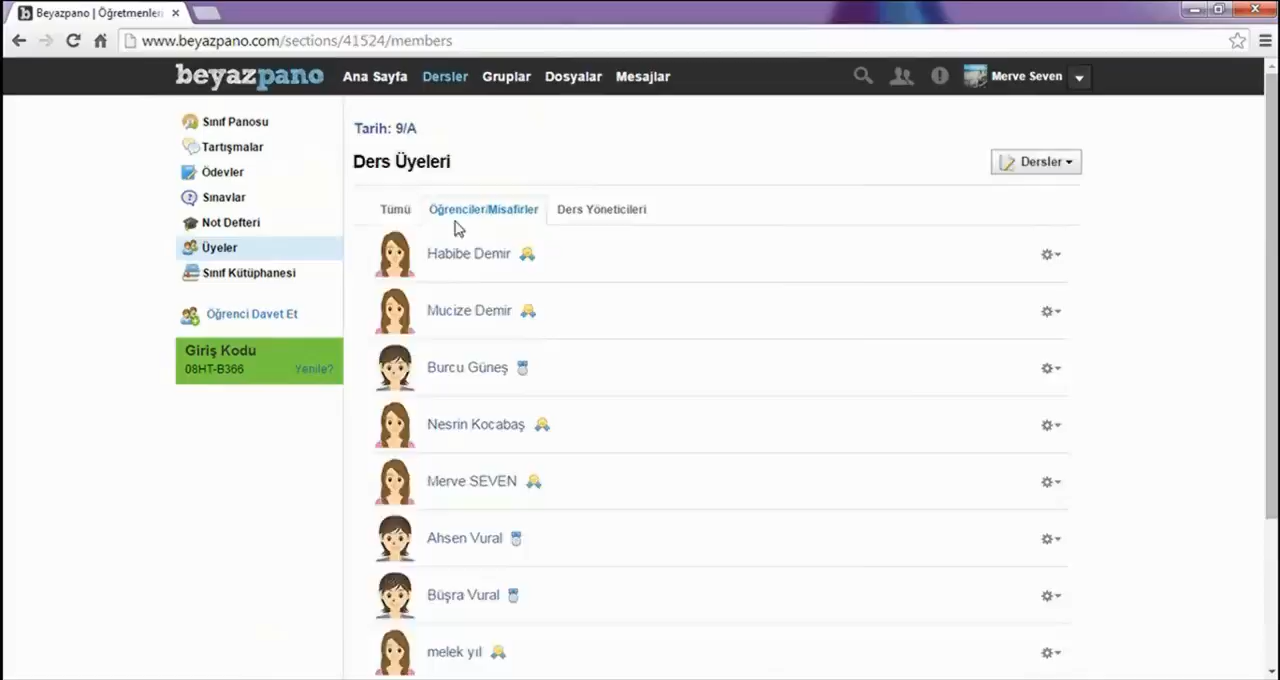 Beyazpano | Öğretmenler
www.beyazpano.com/sections/41524/members
beyazpano Ana Sayfa Dersler Gruplar Dosyalar Mesajlar Merve Seven
Sınıf Panosu
Tartışmalar
Ödevler
Sınavlar
Not Defteri
Üyeler
Sınıf Kütüphanesi
Öğrenci Davet Et
Giriş Kodu
08HT-B366 Yenile?
Tarih: 9/A
Ders Üyeleri
Dersler
Tümü Öğrenciler/Misafirler Ders Yöneticileri
Habibe Demir
Mucize Demir
Burcu Güneş
Nesrin Kocabaş
Merve SEVEN
Ahsen Vural
Büşra Vural
melek yıl